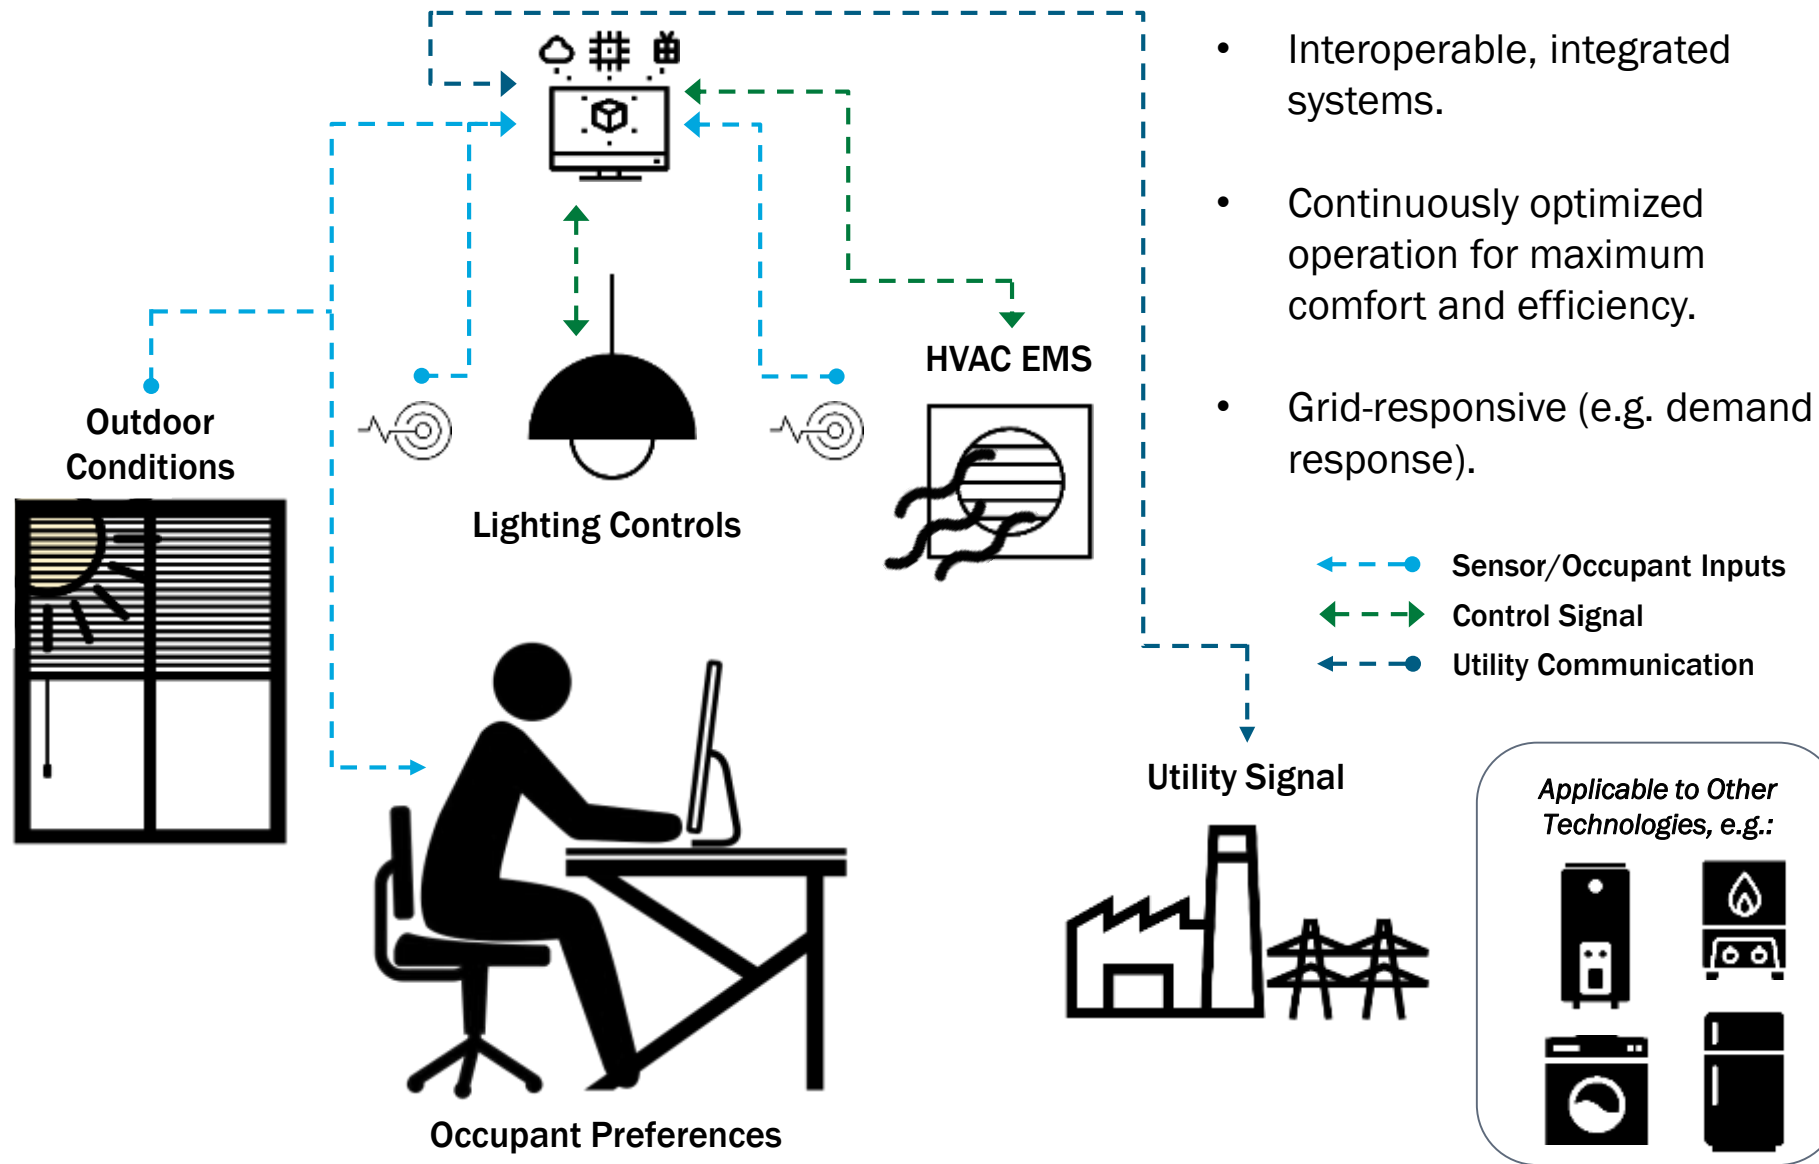 • Interoperable, integrated
systems.
• Continuously optimized
operation for maximum
comfort and efficiency.
• Grid-responsive (e.g. demand
response).
HVAC EMS
Outdoor
Conditions
Lighting Controls
Sensor/Occupant Inputs
Control Signal
Utility Communication
Utility Signal
Applicable to Other
Technologies, e.g.:
Occupant Preferences